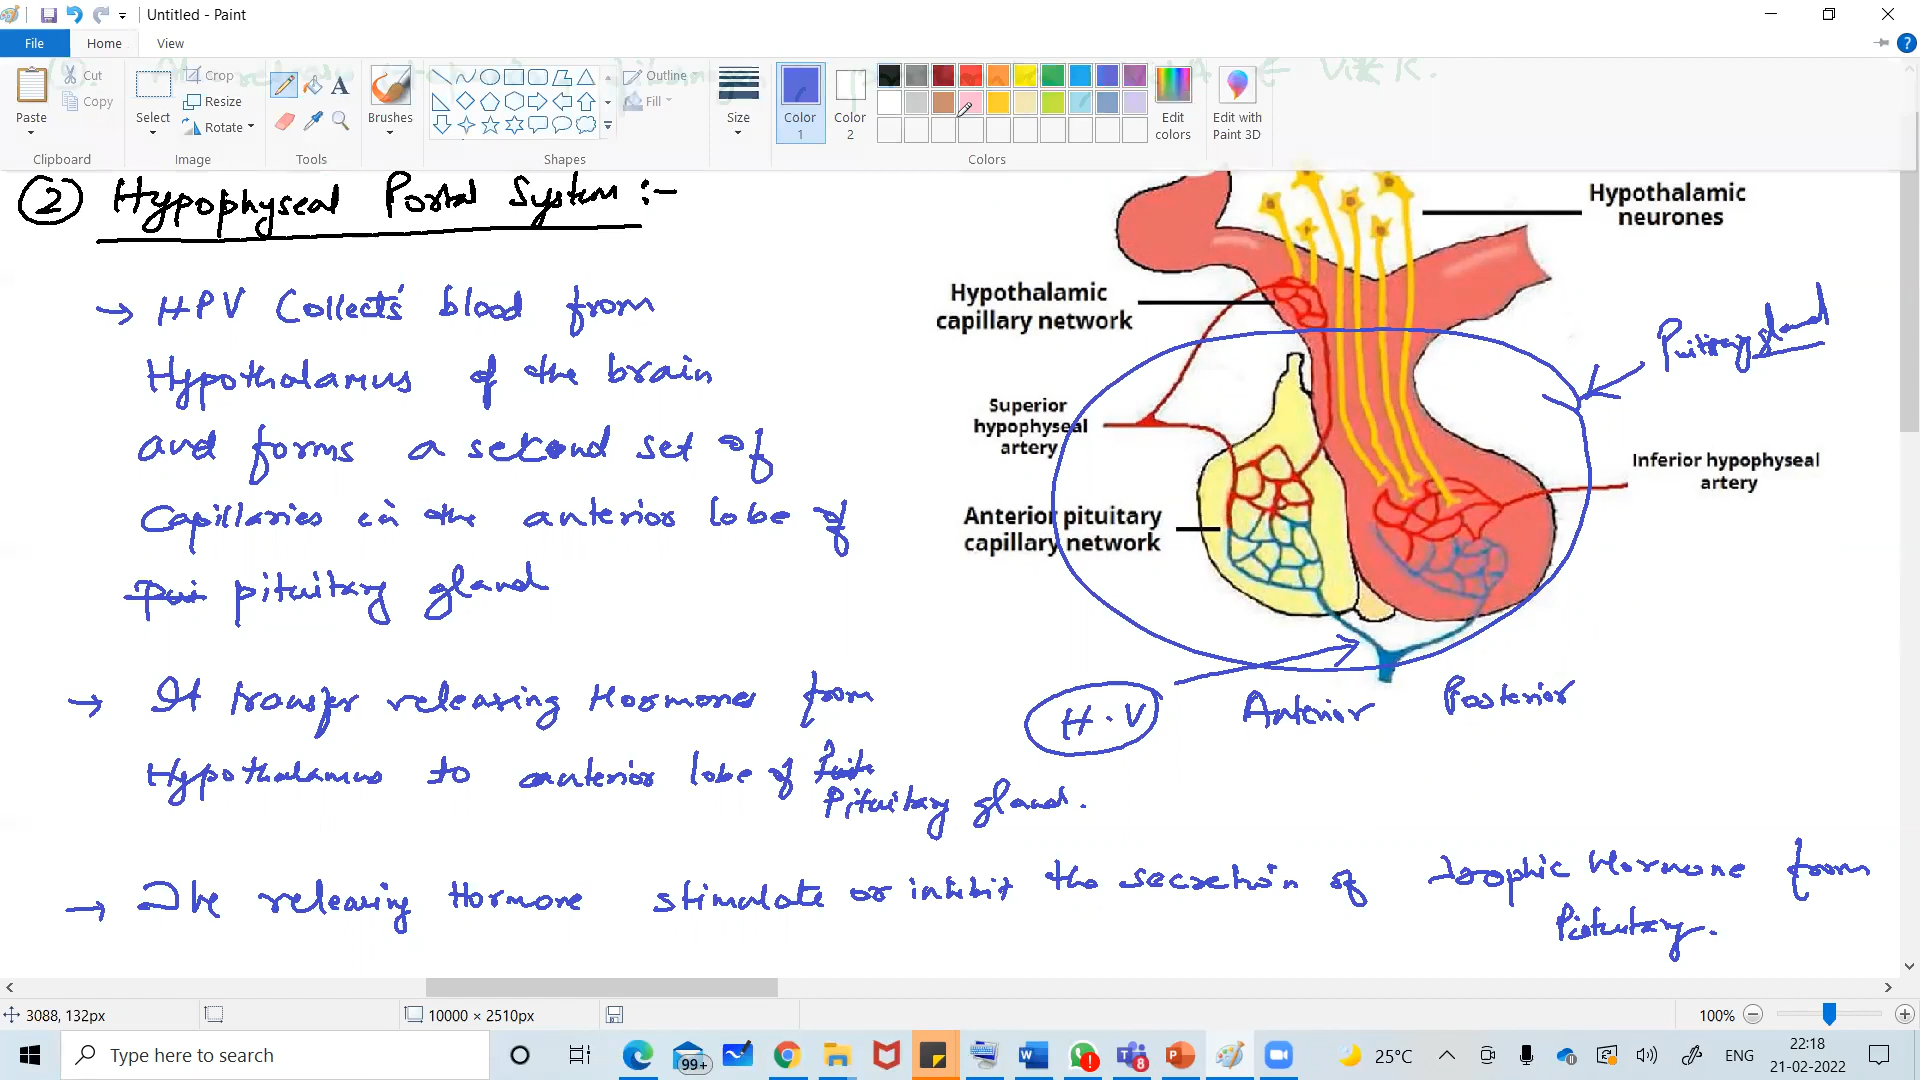 Untitled - Paint
File
Home
View
Paste
Cut
Copy
Clipboard
Select
Crop
Resize
Rotate
Image
Tools
Brushes
Shapes
Outline
Fill
Size
Color 1
Color 2
Colors
Edit colors
Edit with Paint 3D
② Hypophyseal Portal System :-
→ HPV Collects blood from
Hypothalamus of the brain
and forms a second set of
Capillaries in the anterior lobe of
pituitary gland
→ It transfer releasing Hormones from
Hypothalamus to anterior lobe of
Pituitary gland.
→ The releasing Hormone stimulate or inhibit the secretion of trophic Hormone from
Pituitary.
Hypothalamic
neurones
Hypothalamic
capillary network
Pituitary gland
Superior
hypophyseal
artery
Inferior hypophyseal
artery
Anterior pituitary
capillary network
H.V
Anterior
Posterior
3088, 132px
10000 × 2510px
100%
Type here to search
99+
8
25°C
ENG
22:18
21-02-2022